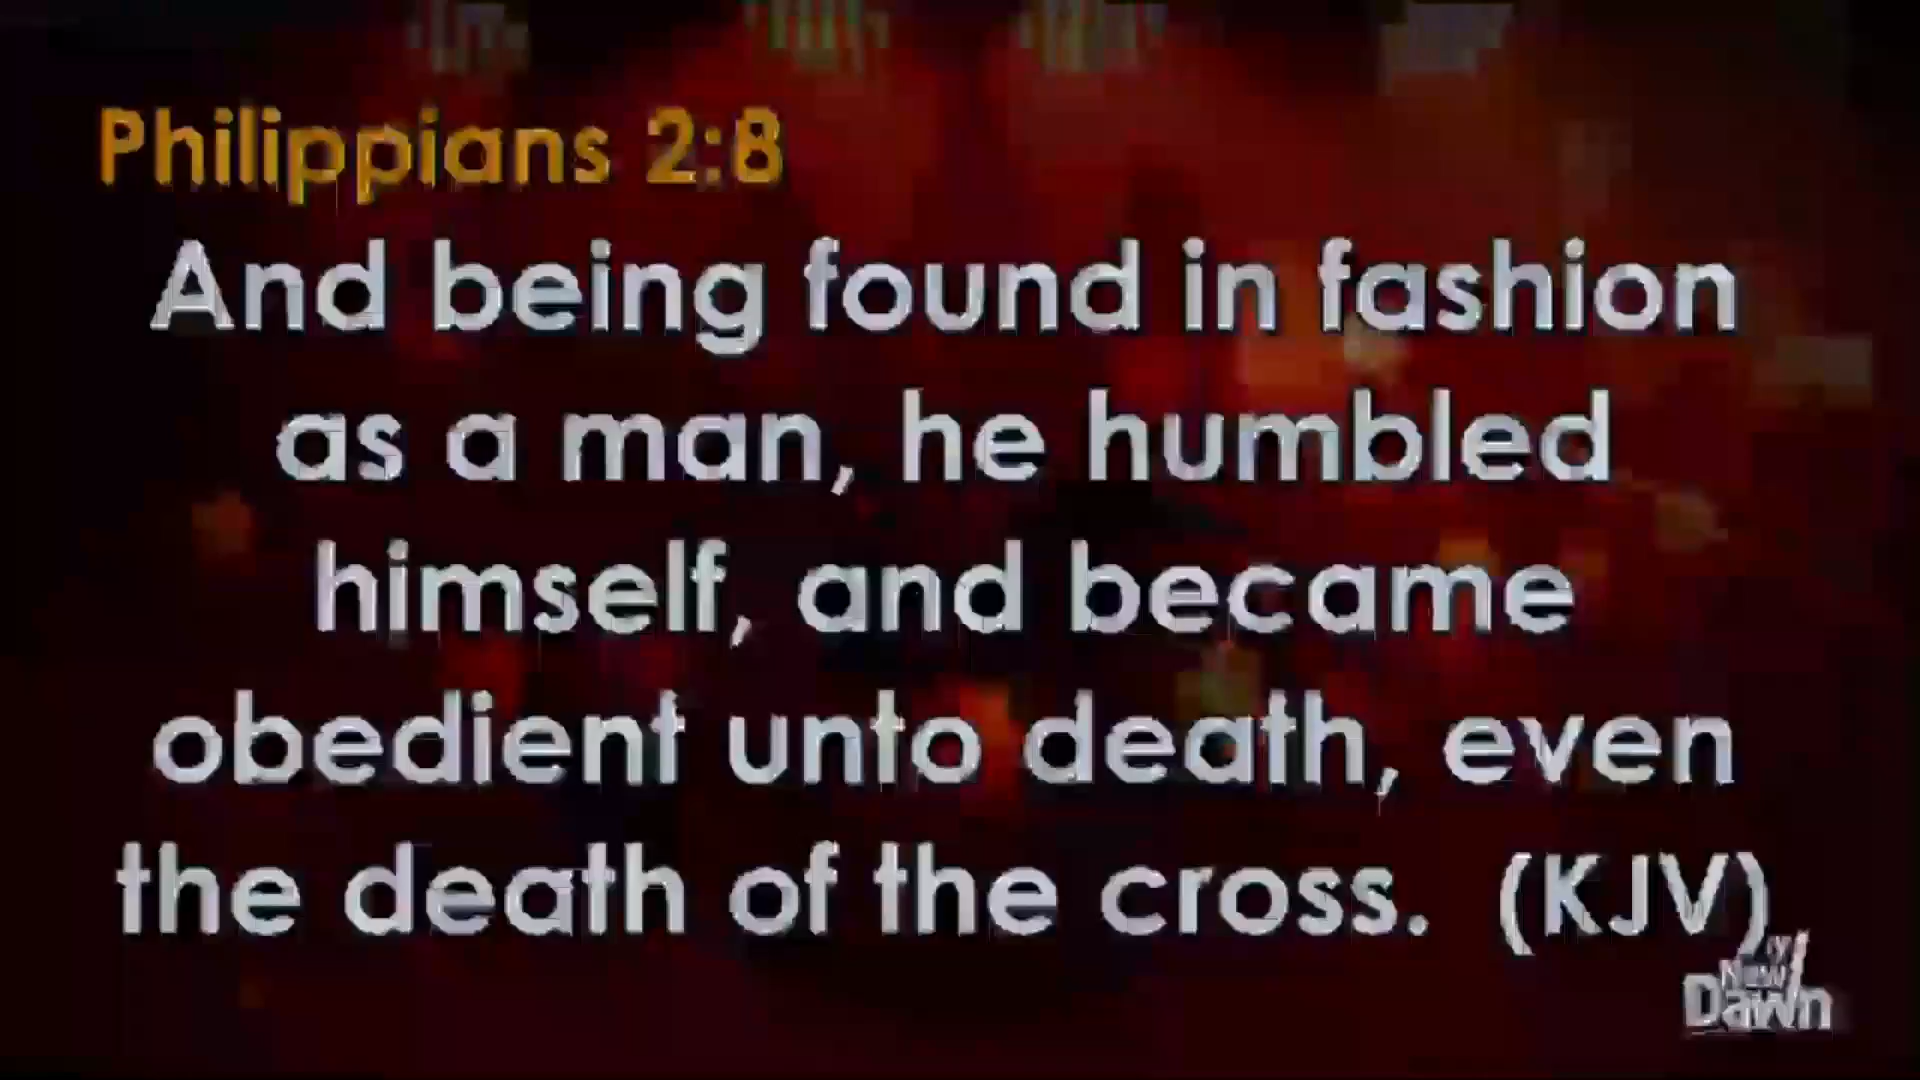 Philippians 2:8
And being found in fashion
as a man, he humbled
himself, and became
obedient unto death, even
the death of the cross. (KJV)
New
Dawn